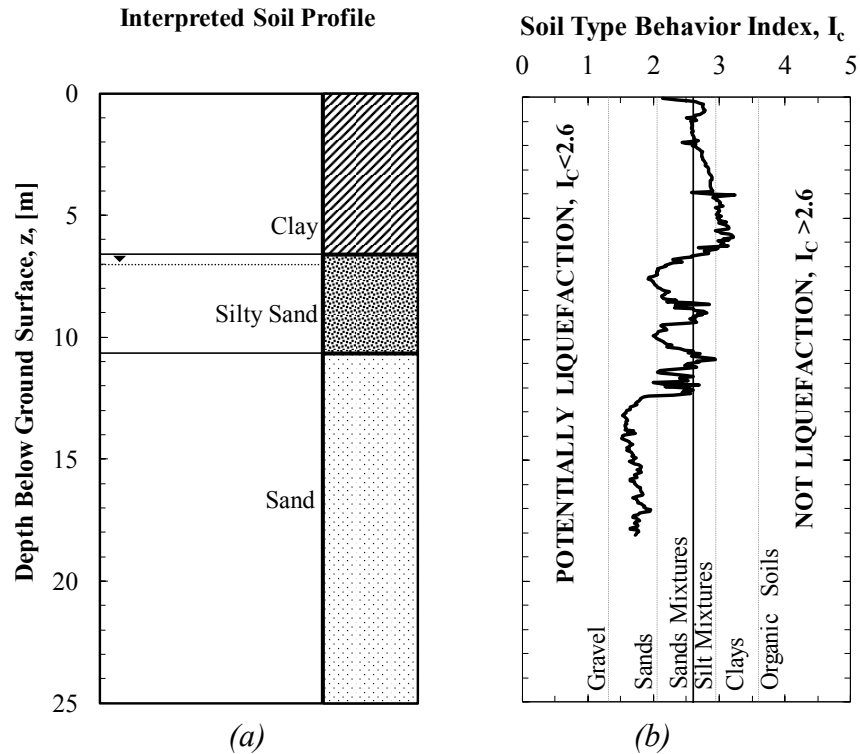 Interpreted Soil Profile
Depth Below Ground Surface, z, [m]
0
5
10
15
20
25
Clay
Silty Sand
Sand
(a)
Soil Type Behavior Index, Ic
0 1 2 3 4 5
POTENTIALLY LIQUEFACTION, IC<2.6
NOT LIQUEFACTION, IC >2.6
Gravel
Sands
Sands Mixtures
Silt Mixtures
Clays
Organic Soils
(b)